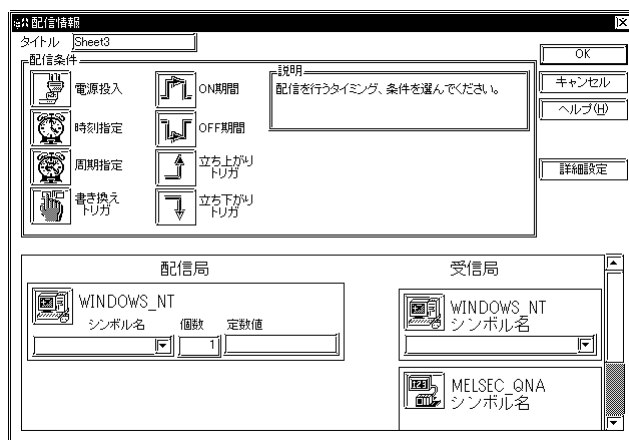 配信情報
タイトル Sheet3
配信条件
電源投入
時刻指定
周期指定
書き換え
トリガ
ON期間
OFF期間
立ち上がり
トリガ
立ち下がり
トリガ
説明
配信を行うタイミング、条件を選んでください。
OK
キャンセル
ヘルプ(H)
詳細設定
配信局
WINDOWS_NT
シンボル名 個数 定数値
1
受信局
WINDOWS_NT
シンボル名
MELSEC_QNA
シンボル名